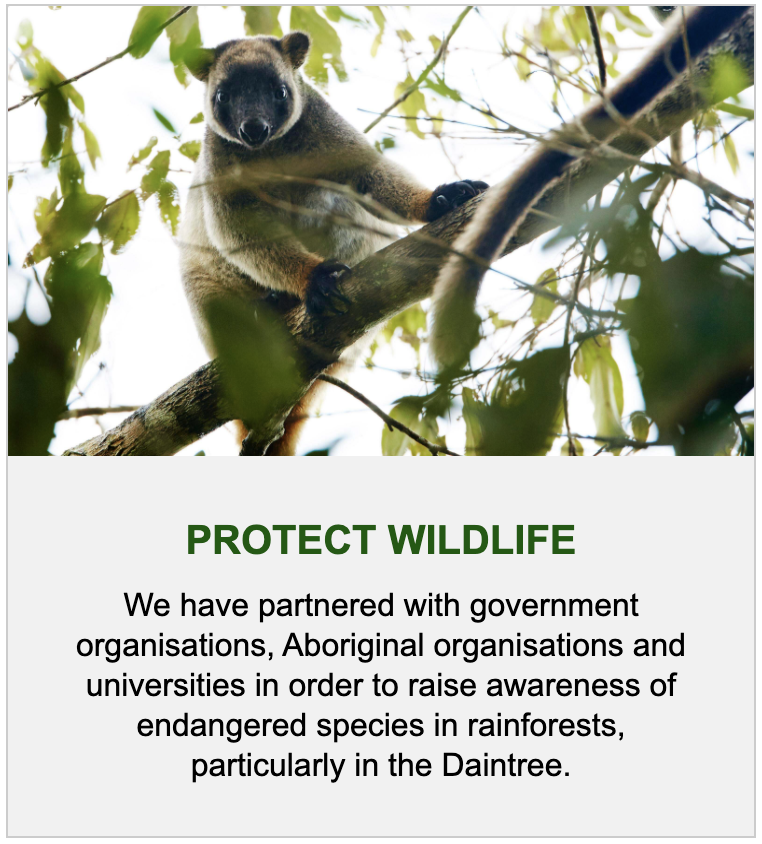 PROTECT WILDLIFE
We have partnered with government
organisations, Aboriginal organisations and
universities in order to raise awareness of
endangered species in rainforests,
particularly in the Daintree.